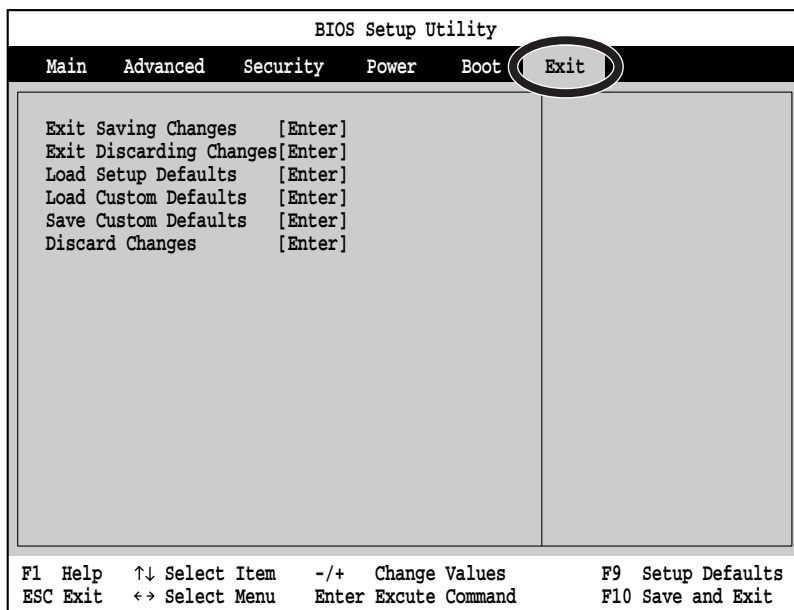 BIOS Setup Utility
Main Advanced Security Power Boot Exit
Exit Saving Changes [Enter]
Exit Discarding Changes[Enter]
Load Setup Defaults [Enter]
Load Custom Defaults [Enter]
Save Custom Defaults [Enter]
Discard Changes [Enter]
F1 Help ↑↓ Select Item -/+ Change Values F9 Setup Defaults
ESC Exit ←→ Select Menu Enter Excute Command F10 Save and Exit